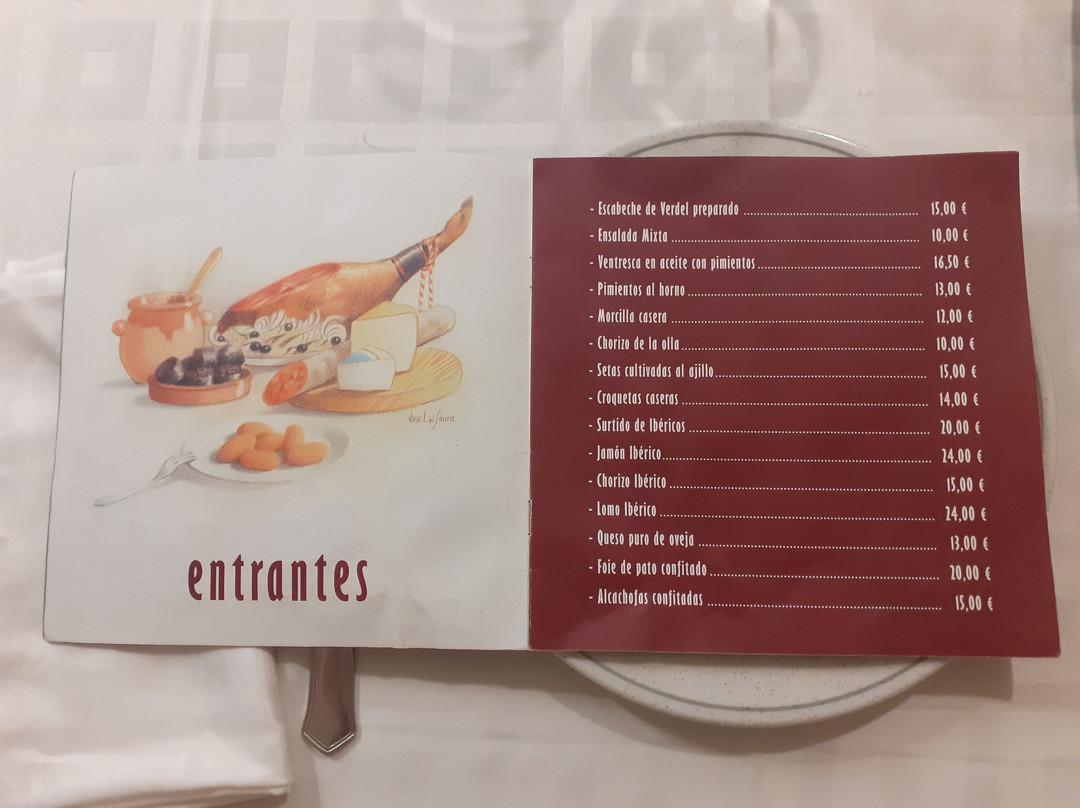 Jose Luis Saura
entrantes
- Escabeche de Verdel preparado ........ 15,00 €
- Ensalada Mixta ........ 10,00 €
- Ventresca en aceite con pimientos ........ 16,50 €
- Pimientos al horno ........ 13,00 €
- Morcilla casera ........ 12,00 €
- Chorizo de la olla ........ 10,00 €
- Setas cultivadas al ajillo ........ 15,00 €
- Croquetas caseras ........ 14,00 €
- Surtido de Ibéricos ........ 20,00 €
- Jamón Ibérico ........ 24,00 €
- Chorizo Ibérico ........ 15,00 €
- Lomo Ibérico ........ 24,00 €
- Queso puro de oveja ........ 13,00 €
- Foie de pato confitado ........ 20,00 €
- Alcachofas confitadas ........ 15,00 €